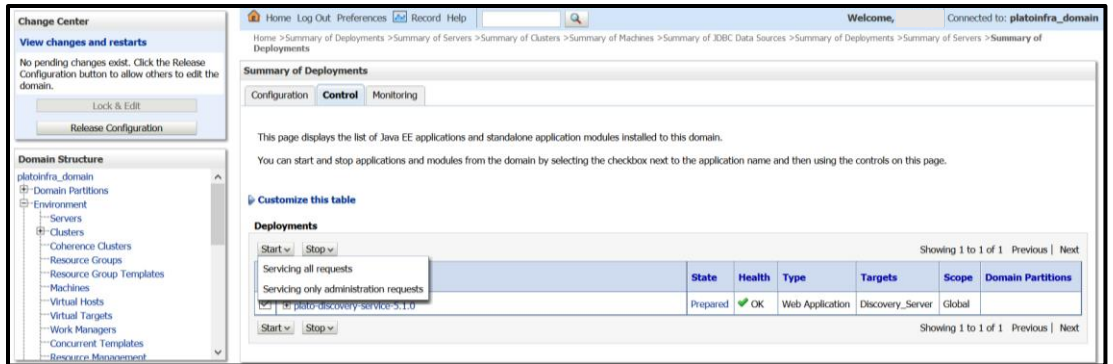 Change Center
View changes and restarts
No pending changes exist. Click the Release
Configuration button to allow others to edit the
domain.
Lock & Edit
Release Configuration
Domain Structure
platoinfra_domain
Domain Partitions
Environment
Servers
Clusters
Coherence Clusters
Resource Groups
Resource Group Templates
Machines
Virtual Hosts
Virtual Targets
Work Managers
Concurrent Templates
Resource Management
Home Log Out Preferences Record Help
Welcome, Connected to: platoinfra_domain
Home >Summary of Deployments >Summary of Servers >Summary of Clusters >Summary of Machines >Summary of JDBC Data Sources >Summary of Deployments >Summary of Servers >Summary of
Deployments
Summary of Deployments
Configuration Control Monitoring
This page displays the list of Java EE applications and standalone application modules installed to this domain.
You can start and stop applications and modules from the domain by selecting the checkbox next to the application name and then using the controls on this page.
Customize this table
Deployments
Start Stop Showing 1 to 1 of 1 Previous | Next
Servicing all requests
Servicing only administration requests
State Health Type Targets Scope Domain Partitions
plato-discovery-service-5.1.0 Prepared OK Web Application Discovery_Server Global
Start Stop Showing 1 to 1 of 1 Previous | Next